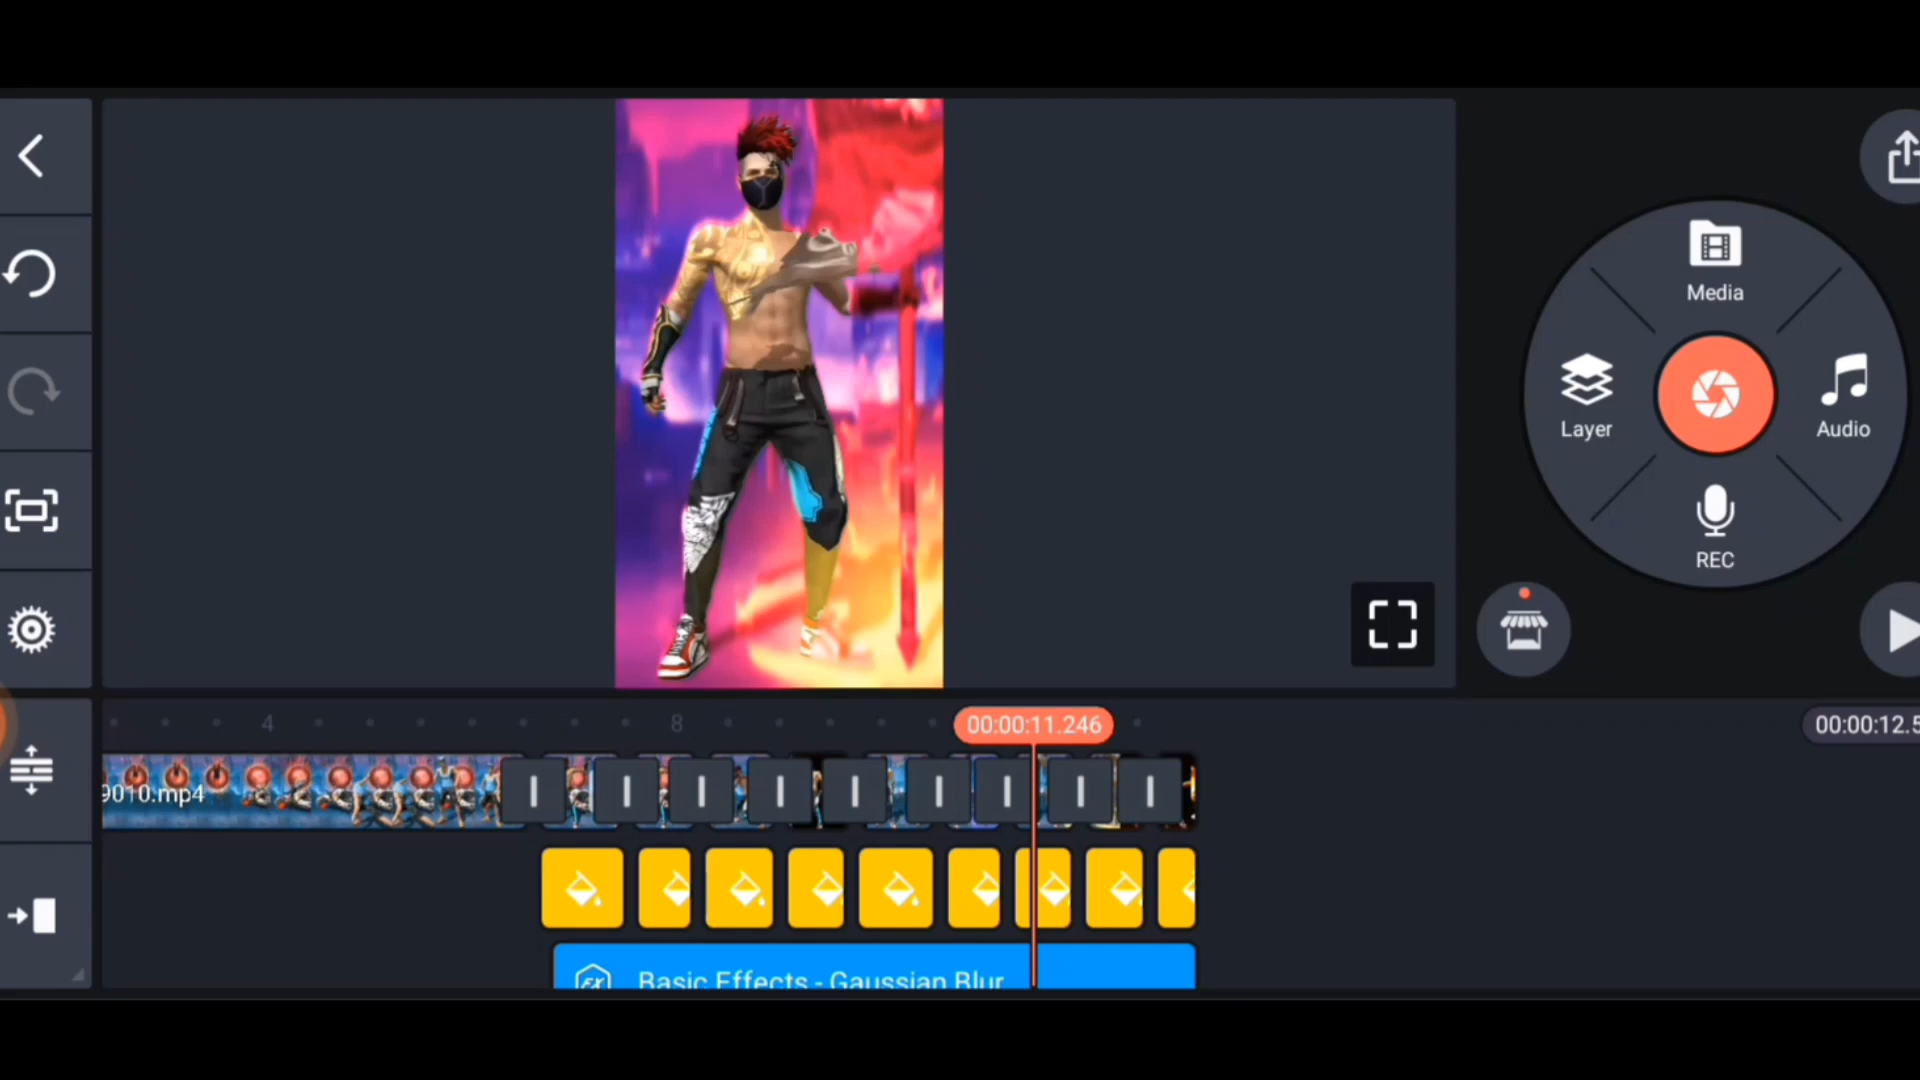 Media
Layer
Audio
REC
4
8
00:00:11.246
00:00:12.5
9010.mp4
Basic Effects - Gaussian Blur